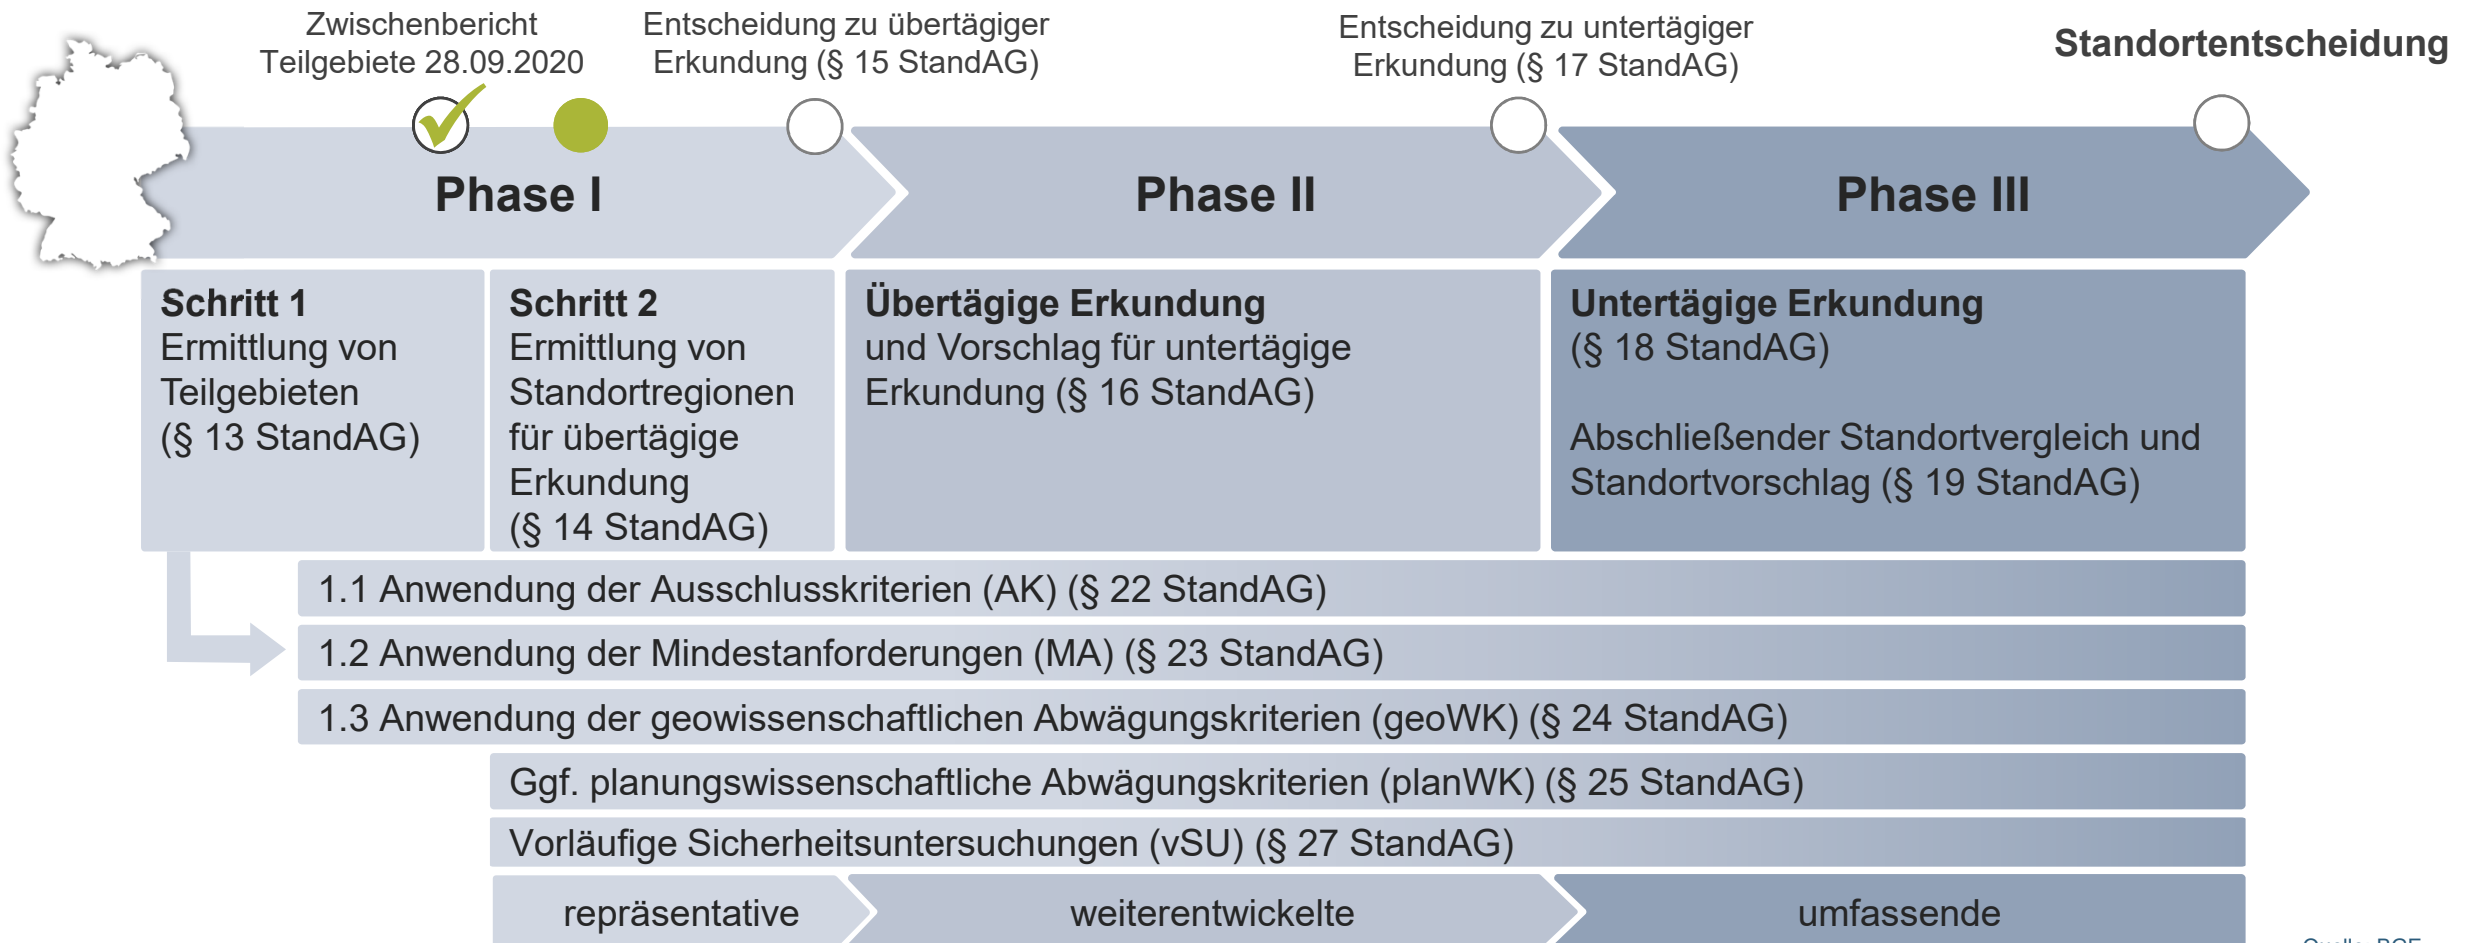 Zwischenbericht
Teilgebiete 28.09.2020
Entscheidung zu übertägiger
Erkundung (§ 15 StandAG)
Entscheidung zu untertägiger
Erkundung (§ 17 StandAG)
Standortentscheidung
Phase I
Phase II
Phase III
Schritt 1
Ermittlung von
Teilgebieten
(§ 13 StandAG)
Schritt 2
Ermittlung von
Standortregionen
für übertägige
Erkundung
(§ 14 StandAG)
Übertägige Erkundung
und Vorschlag für untertägige
Erkundung (§ 16 StandAG)
Untertägige Erkundung
(§ 18 StandAG)
Abschließender Standortvergleich und
Standortvorschlag (§ 19 StandAG)
1.1 Anwendung der Ausschlusskriterien (AK) (§ 22 StandAG)
1.2 Anwendung der Mindestanforderungen (MA) (§ 23 StandAG)
1.3 Anwendung der geowissenschaftlichen Abwägungskriterien (geoWK) (§ 24 StandAG)
Ggf. planungswissenschaftliche Abwägungskriterien (planWK) (§ 25 StandAG)
Vorläufige Sicherheitsuntersuchungen (vSU) (§ 27 StandAG)
repräsentative
weiterentwickelte
umfassende